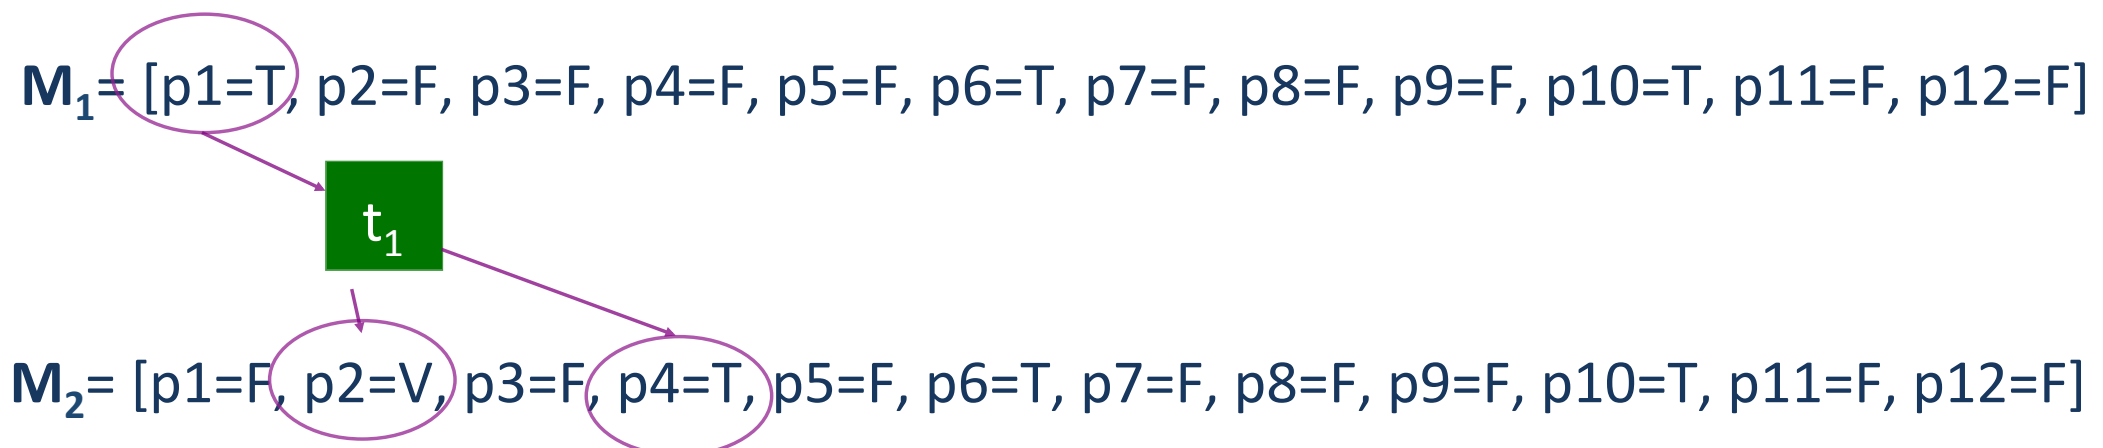 M₁= [p1=T, p2=F, p3=F, p4=F, p5=F, p6=T, p7=F, p8=F, p9=F, p10=T, p11=F, p12=F]
t₁
M₂= [p1=F, p2=V, p3=F, p4=T, p5=F, p6=T, p7=F, p8=F, p9=F, p10=T, p11=F, p12=F]